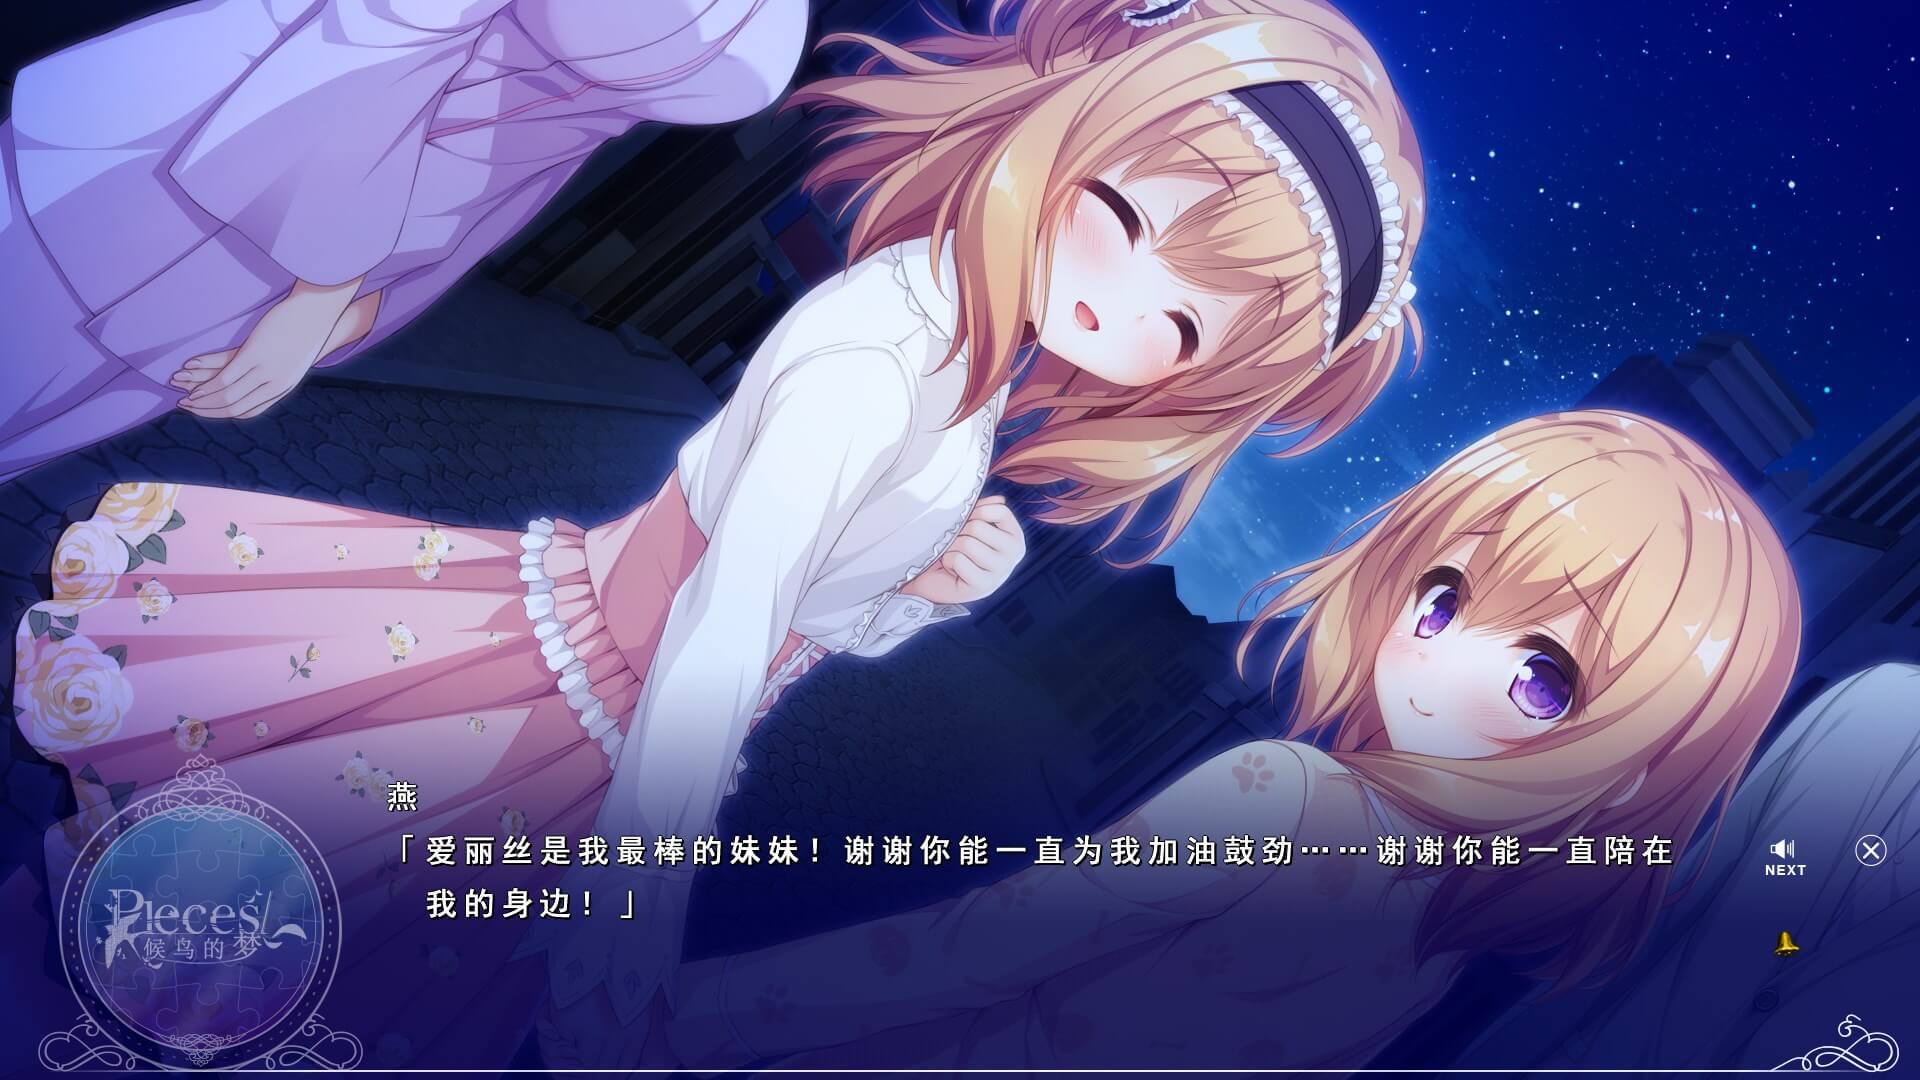 燕
「爱丽丝是我最棒的妹妹！谢谢你能一直为我加油鼓劲……谢谢你能一直陪在
我的身边！」
NEXT
Pieces
候鸟的梦